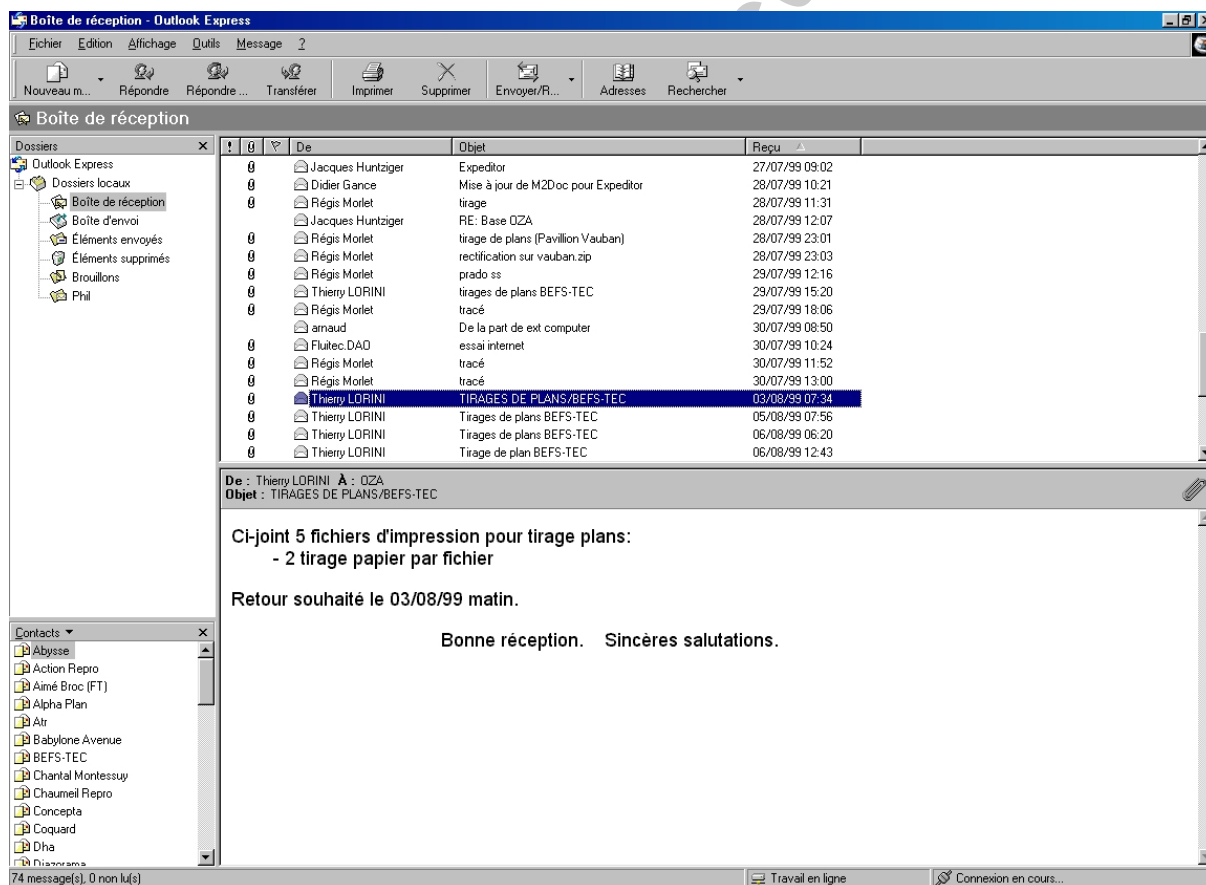 Boîte de réception - Outlook Express
Fichier Edition Affichage Outils Message ?
Nouveau m... Répondre Répondre ... Transférer Imprimer Supprimer Envoyer/R... Adresses Rechercher
Boîte de réception
Dossiers
Outlook Express
Dossiers locaux
Boîte de réception
Boîte d'envoi
Éléments envoyés
Éléments supprimés
Brouillons
Phil
! De Objet Reçu
Jacques Huntziger Expeditor 27/07/99 09:02
Didier Gance Mise à jour de M2Doc pour Expeditor 28/07/99 10:21
Régis Morlet tirage 28/07/99 11:31
Jacques Huntziger RE: Base OZA 28/07/99 12:07
Régis Morlet tirage de plans (Pavillion Vauban) 28/07/99 23:01
Régis Morlet rectification sur vauban.zip 28/07/99 23:03
Régis Morlet prado ss 29/07/99 12:16
Thierry LORINI tirages de plans BEFS-TEC 29/07/99 15:20
Régis Morlet tracé 29/07/99 18:06
arnaud De la part de ext computer 30/07/99 08:50
Fluitec.DAO essai internet 30/07/99 10:24
Régis Morlet tracé 30/07/99 11:52
Régis Morlet tracé 30/07/99 13:00
Thierry LORINI TIRAGES DE PLANS/BEFS-TEC 03/08/99 07:34
Thierry LORINI Tirages de plans BEFS-TEC 05/08/99 07:56
Thierry LORINI Tirages de plans BEFS-TEC 06/08/99 06:20
Thierry LORINI Tirage de plan BEFS-TEC 06/08/99 12:43
De : Thierry LORINI À : OZA
Objet : TIRAGES DE PLANS/BEFS-TEC
Ci-joint 5 fichiers d'impression pour tirage plans:
- 2 tirage papier par fichier
Retour souhaité le 03/08/99 matin.
Bonne réception. Sincères salutations.
Contacts
Abysse
Action Repro
Aimé Broc (FT)
Alpha Plan
Atr
Babylone Avenue
BEFS-TEC
Chantal Montessuy
Chaumeil Repro
Concepta
Coquard
Dha
Diazorama
74 message(s), 0 non lu(s) Travail en ligne Connexion en cours...